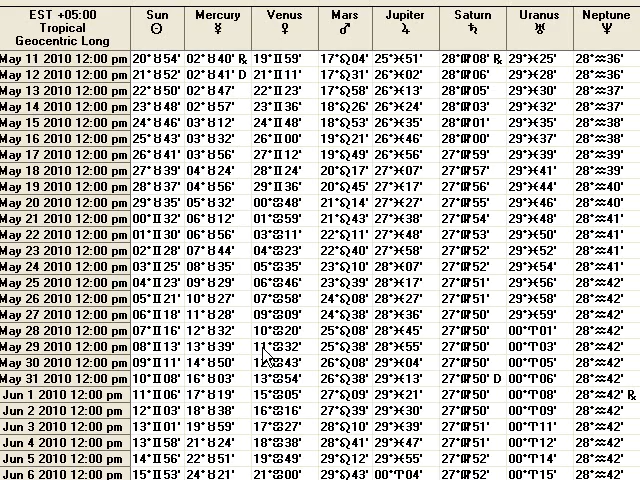 EST +05:00 Tropical Geocentric Long Sun ☉ Mercury ☿ Venus ♀ Mars ♂ Jupiter ♃ Saturn ♄ Uranus ♅ Neptune ♆
May 11 2010 12:00 pm 20°♉54' 02°♉40' ℞ 19°♊59' 17°♌04' 25°♓51' 28°♍08' ℞ 29°♓25' 28°♒36'
May 12 2010 12:00 pm 21°♉52' 02°♉41' D 21°♊11' 17°♌31' 26°♓02' 28°♍06' 29°♓28' 28°♒36'
May 13 2010 12:00 pm 22°♉50' 02°♉47' 22°♊23' 17°♌58' 26°♓13' 28°♍05' 29°♓30' 28°♒37'
May 14 2010 12:00 pm 23°♉48' 02°♉57' 23°♊36' 18°♌26' 26°♓24' 28°♍03' 29°♓32' 28°♒37'
May 15 2010 12:00 pm 24°♉46' 03°♉12' 24°♊48' 18°♌53' 26°♓35' 28°♍01' 29°♓35' 28°♒38'
May 16 2010 12:00 pm 25°♉43' 03°♉32' 26°♊00' 19°♌21' 26°♓46' 28°♍00' 29°♓37' 28°♒38'
May 17 2010 12:00 pm 26°♉41' 03°♉56' 27°♊12' 19°♌49' 26°♓56' 27°♍59' 29°♓39' 28°♒39'
May 18 2010 12:00 pm 27°♉39' 04°♉24' 28°♊24' 20°♌17' 27°♓07' 27°♍57' 29°♓41' 28°♒39'
May 19 2010 12:00 pm 28°♉37' 04°♉56' 29°♊36' 20°♌45' 27°♓17' 27°♍56' 29°♓44' 28°♒40'
May 20 2010 12:00 pm 29°♉35' 05°♉32' 00°♋48' 21°♌14' 27°♓27' 27°♍55' 29°♓46' 28°♒40'
May 21 2010 12:00 pm 00°♊32' 06°♉12' 01°♋59' 21°♌43' 27°♓38' 27°♍54' 29°♓48' 28°♒41'
May 22 2010 12:00 pm 01°♊30' 06°♉56' 03°♋11' 22°♌11' 27°♓48' 27°♍53' 29°♓50' 28°♒41'
May 23 2010 12:00 pm 02°♊28' 07°♉44' 04°♋23' 22°♌40' 27°♓58' 27°♍52' 29°♓52' 28°♒41'
May 24 2010 12:00 pm 03°♊25' 08°♉35' 05°♋35' 23°♌10' 28°♓07' 27°♍52' 29°♓54' 28°♒41'
May 25 2010 12:00 pm 04°♊23' 09°♉29' 06°♋46' 23°♌39' 28°♓17' 27°♍51' 29°♓56' 28°♒42'
May 26 2010 12:00 pm 05°♊21' 10°♉27' 07°♋58' 24°♌08' 28°♓27' 27°♍51' 29°♓58' 28°♒42'
May 27 2010 12:00 pm 06°♊18' 11°♉28' 09°♋09' 24°♌38' 28°♓36' 27°♍50' 29°♓59' 28°♒42'
May 28 2010 12:00 pm 07°♊16' 12°♉32' 10°♋20' 25°♌08' 28°♓45' 27°♍50' 00°♈01' 28°♒42'
May 29 2010 12:00 pm 08°♊13' 13°♉39' 11°♋32' 25°♌38' 28°♓55' 27°♍50' 00°♈03' 28°♒42'
May 30 2010 12:00 pm 09°♊11' 14°♉50' 12°♋43' 26°♌08' 29°♓04' 27°♍50' 00°♈05' 28°♒42'
May 31 2010 12:00 pm 10°♊08' 16°♉03' 13°♋54' 26°♌38' 29°♓13' 27°♍50' D 00°♈06' 28°♒42'
Jun 1 2010 12:00 pm 11°♊06' 17°♉19' 15°♋05' 27°♌09' 29°♓21' 27°♍50' 00°♈08' 28°♒42' ℞
Jun 2 2010 12:00 pm 12°♊03' 18°♉38' 16°♋16' 27°♌39' 29°♓30' 27°♍50' 00°♈09' 28°♒42'
Jun 3 2010 12:00 pm 13°♊01' 19°♉59' 17°♋27' 28°♌10' 29°♓39' 27°♍51' 00°♈11' 28°♒42'
Jun 4 2010 12:00 pm 13°♊58' 21°♉24' 18°♋38' 28°♌41' 29°♓47' 27°♍51' 00°♈12' 28°♒42'
Jun 5 2010 12:00 pm 14°♊56' 22°♉51' 19°♋49' 29°♌12' 29°♓55' 27°♍52' 00°♈14' 28°♒42'
Jun 6 2010 12:00 pm 15°♊53' 24°♉21' 21°♋00' 29°♌43' 00°♈04' 27°♍52' 00°♈15' 28°♒42'